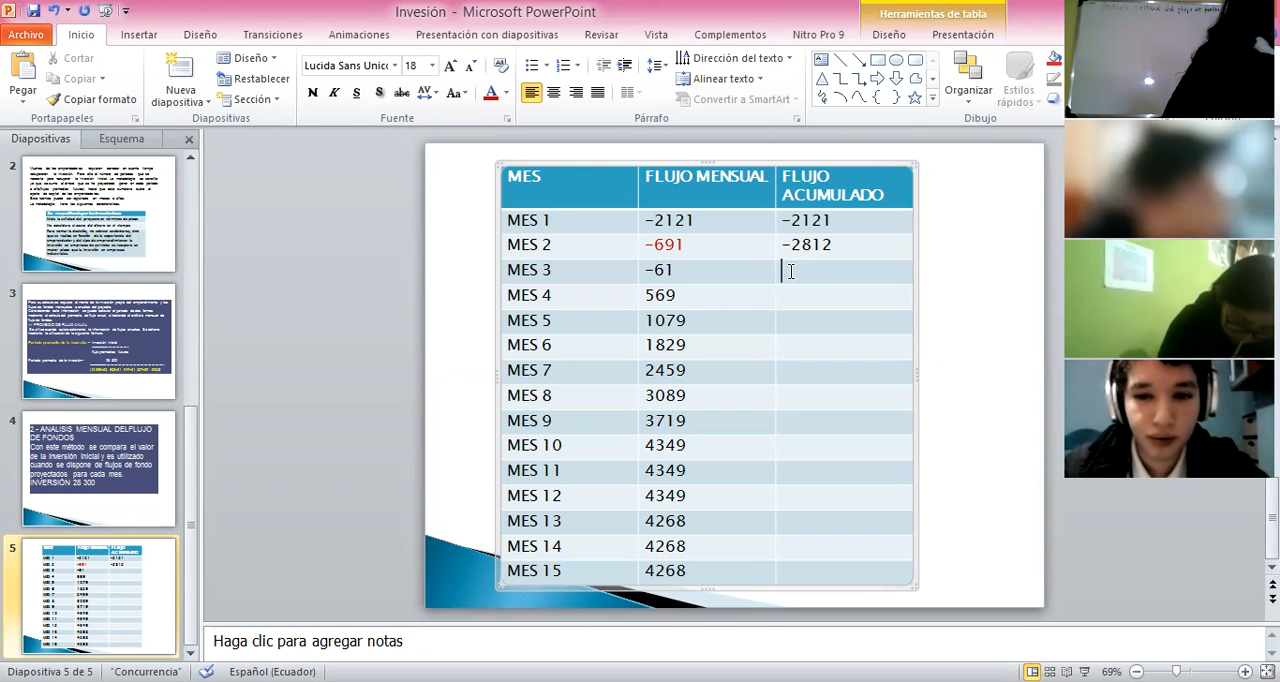 Invesión - Microsoft PowerPoint
Herramientas de tabla
Archivo
Inicio
Insertar
Diseño
Transiciones
Animaciones
Presentación con diapositivas
Revisar
Vista
Complementos
Nitro Pro 9
Diseño
Presentación
Pegar
Cortar
Copiar
Copiar formato
Portapapeles
Nueva diapositiva
Diseño
Restablecer
Sección
Diapositivas
Lucida Sans Unic
18
N K S S abc AV Aa A
Fuente
Párrafo
Dirección del texto
Alinear texto
Convertir a SmartArt
Organizar
Estilos rápidos
Dibujo
Diapositivas
Esquema
2
3
4
2.- ANALISIS MENSUAL DELFLUJO
DE FONDOS
Con este método se compara el valor
de la Inversión Inicial y es utilizado
cuando se dispone de flujos de fondo
proyectados para cada mes.
INVERSIÓN 28 300
5
MES FLUJO MENSUAL FLUJO
ACUMULADO
MES 1 -2121 -2121
MES 2 -691 -2812
MES 3 -61
MES 4 569
MES 5 1079
MES 6 1829
MES 7 2459
MES 8 3089
MES 9 3719
MES 10 4349
MES 11 4349
MES 12 4349
MES 13 4268
MES 14 4268
MES 15 4268
Haga clic para agregar notas
Diapositiva 5 de 5
"Concurrencia"
Español (Ecuador)
69%